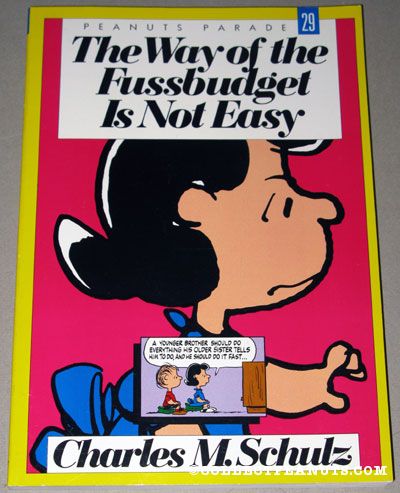 PEANUTS PARADE 29
The Way of the
Fussbudget
Is Not Easy
A YOUNGER BROTHER SHOULD DO
EVERYTHING HIS OLDER SISTER TELLS
HIM TO DO, AND HE SHOULD DO IT FAST...
Charles M. Schulz
COLLECTPEANUTS.COM